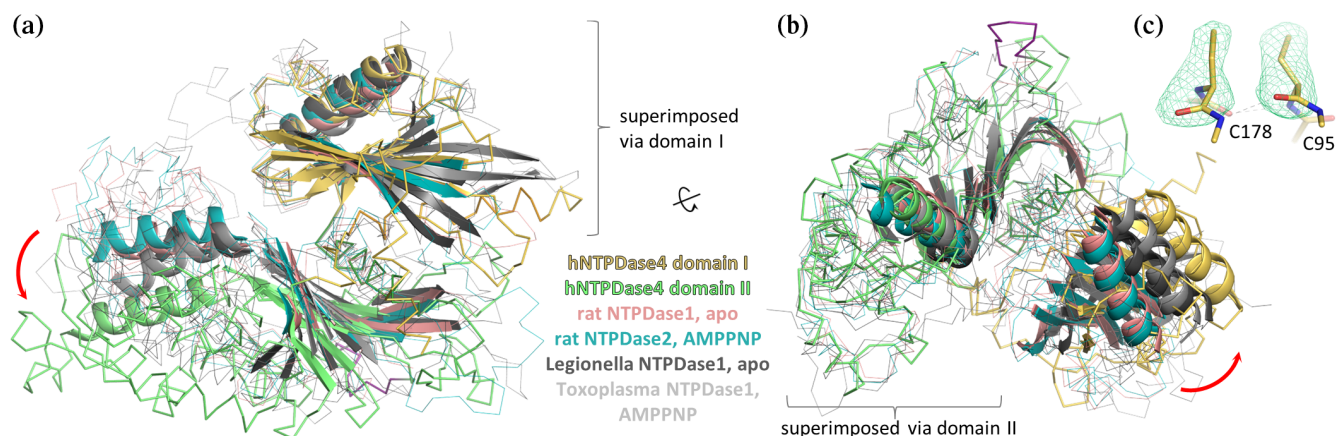 (a)
superimposed
via domain I
hNTPDase4 domain I
hNTPDase4 domain II
rat NTPDase1, apo
rat NTPDase2, AMPPNP
Legionella NTPDase1, apo
Toxoplasma NTPDase1,
AMPPNP
(b)
superimposed via domain II
(c)
C178
C95